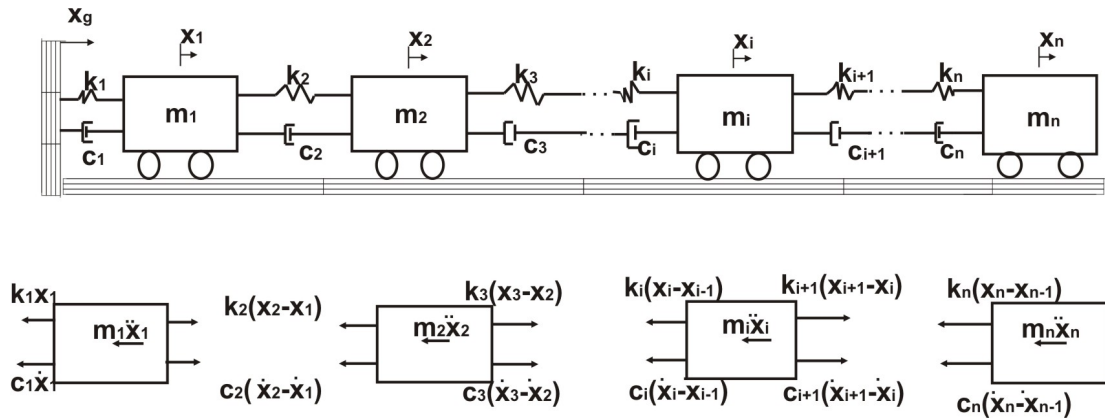 xg x1 x2 xi xn
k1 k2 k3 ki ki+1 kn
m1 m2 mi mn
c1 c2 c3 ci ci+1 cn
k1x1 k2(x2-x1) k3(x3-x2) ki(xi-xi-1) ki+1(xi+1-xi) kn(xn-xn-1)
m1ẍ1 m2ẍ2 miẍi mnẍn
c1ẋ1 c2(ẋ2-ẋ1) c3(ẋ3-ẋ2) ci(ẋi-ẋi-1) ci+1(ẋi+1-ẋi) cn(ẋn-ẋn-1)